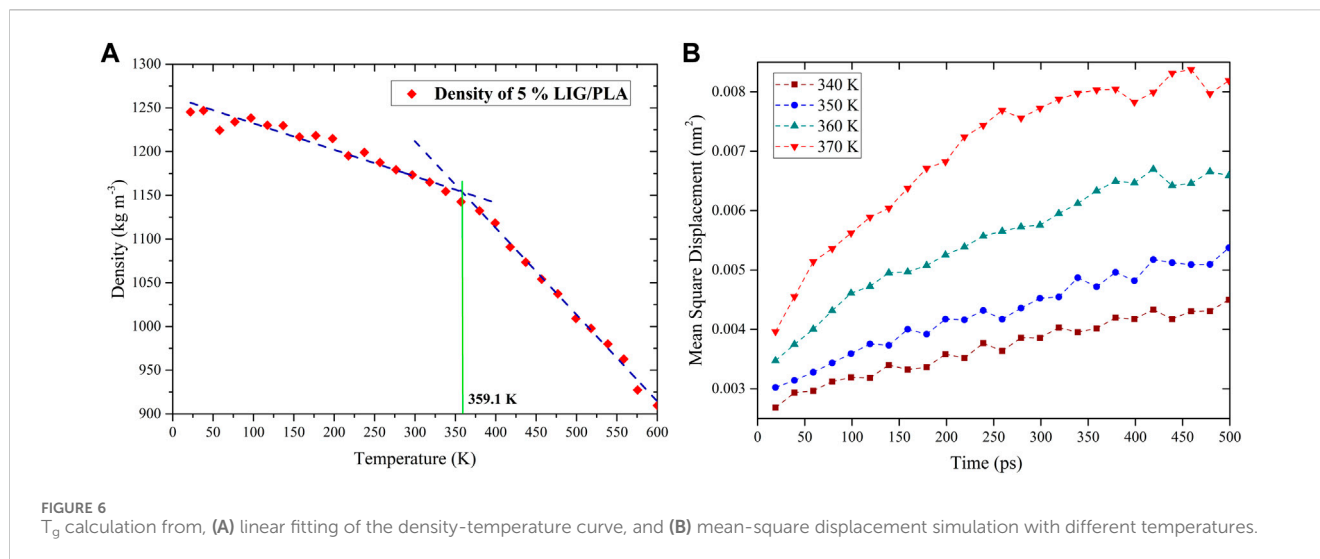 A
1300
1250
1200
1150
1100
1050
1000
950
900
Density (kg m⁻³)
Density of 5 % LIG/PLA
359.1 K
0 50 100 150 200 250 300 350 400 450 500 550 600
Temperature (K)
B
0.008
0.007
0.006
0.005
0.004
0.003
Mean Square Displacement (nm²)
340 K
350 K
360 K
370 K
0 50 100 150 200 250 300 350 400 450 500
Time (ps)
FIGURE 6
Tg calculation from, (A) linear fitting of the density-temperature curve, and (B) mean-square displacement simulation with different temperatures.